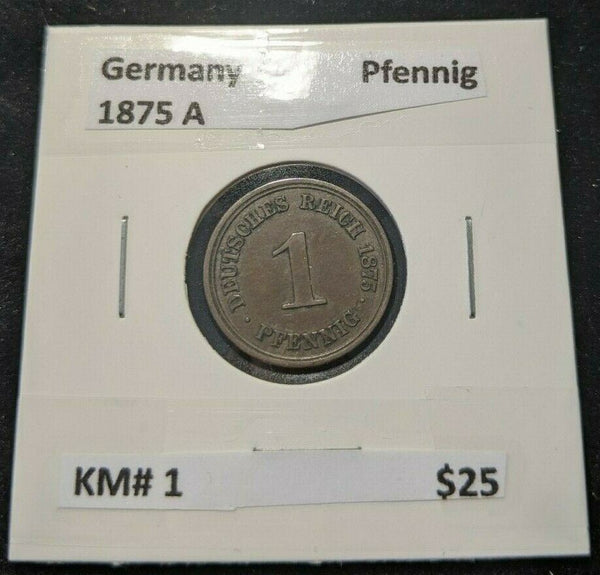 Germany Pfennig
1875 A
DEUTSCHES REICH 1875
1
PFENNIG
KM# 1 $25